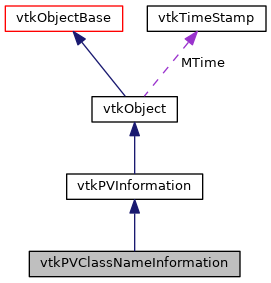 vtkObjectBase
vtkTimeStamp
MTime
vtkObject
vtkPVInformation
vtkPVClassNameInformation